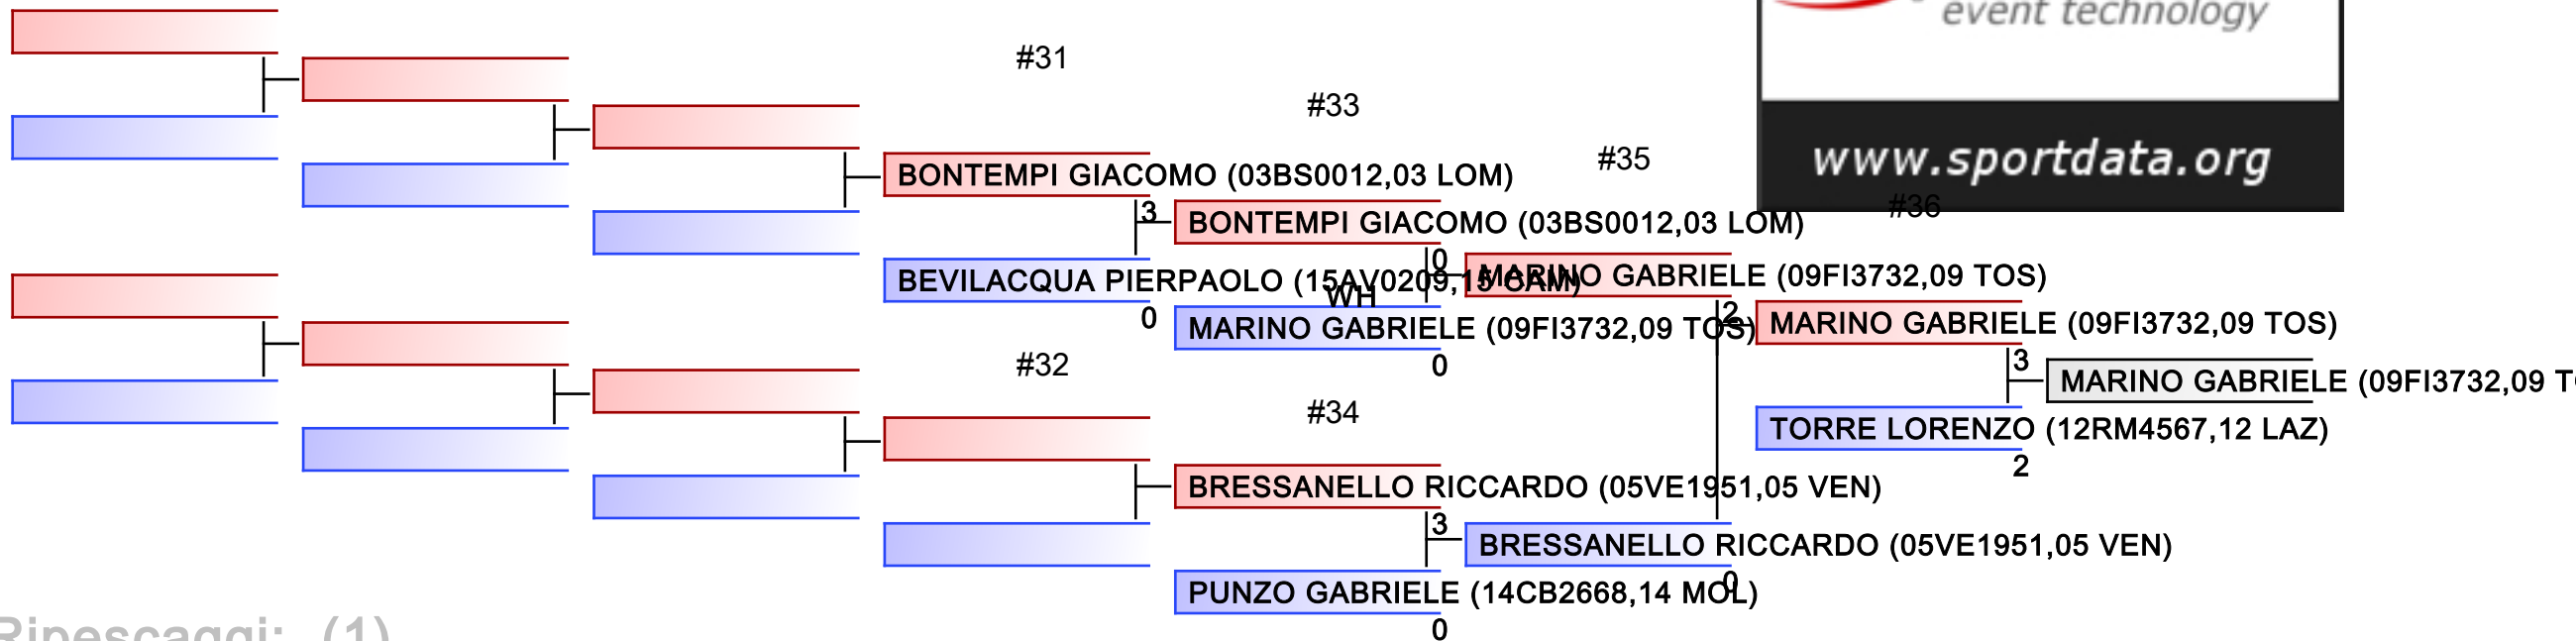 event technology
#31
#33
www.sportdata.org
#35
#36
BONTEMPI GIACOMO (03BS0012,03 LOM)
3
BONTEMPI GIACOMO (03BS0012,03 LOM)
0
MARINO GABRIELE (09FI3732,09 TOS)
BEVILACQUA PIERPAOLO (15AV0209,15 CAM)
WH
0
2
MARINO GABRIELE (09FI3732,09 TOS)
MARINO GABRIELE (09FI3732,09 TOS)
0
#32
3
MARINO GABRIELE (09FI3732,09 T
#34
TORRE LORENZO (12RM4567,12 LAZ)
2
BRESSANELLO RICCARDO (05VE1951,05 VEN)
3
BRESSANELLO RICCARDO (05VE1951,05 VEN)
0
PUNZO GABRIELE (14CB2668,14 MOL)
0
Ripescaggi: (1)